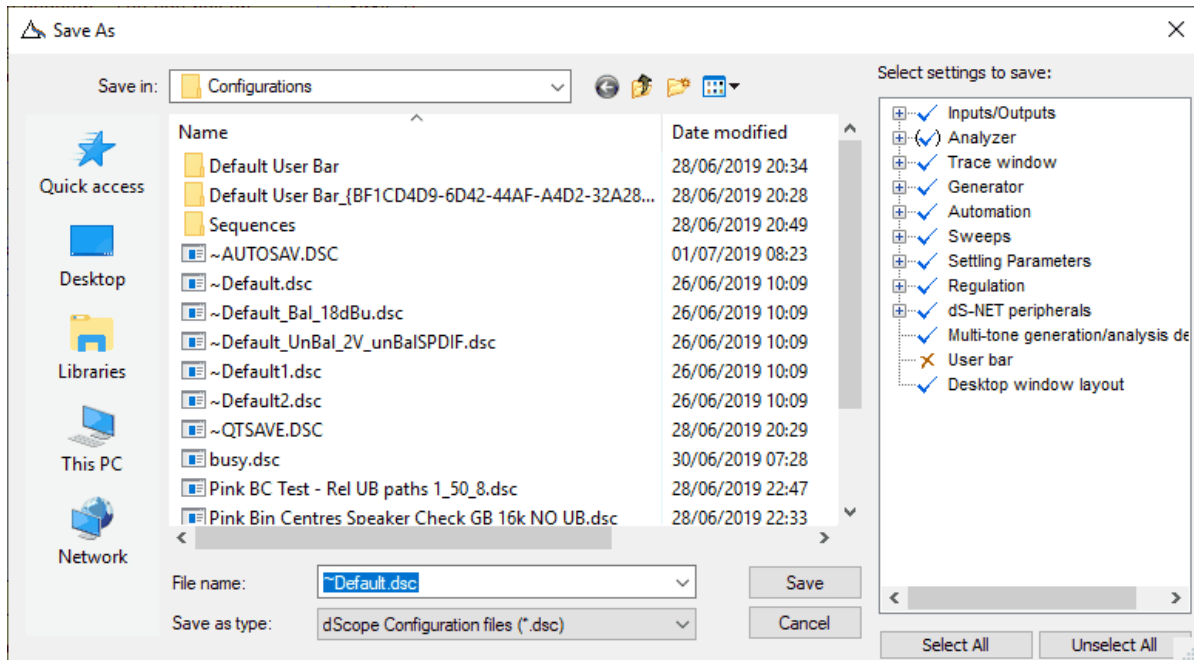 Save As
Save in:
Configurations
Select settings to save:
Quick access
Desktop
Libraries
This PC
Network
Name Date modified
Default User Bar 28/06/2019 20:34
Default User Bar_{BF1CD4D9-6D42-44AF-A4D2-32A28... 28/06/2019 20:28
Sequences 28/06/2019 20:49
~AUTOSAV.DSC 01/07/2019 08:23
~Default.dsc 26/06/2019 10:09
~Default_Bal_18dBu.dsc 26/06/2019 10:09
~Default_UnBal_2V_unBalSPDIF.dsc 26/06/2019 10:09
~Default1.dsc 26/06/2019 10:09
~Default2.dsc 26/06/2019 10:09
~QTSAVE.DSC 28/06/2019 20:29
busy.dsc 30/06/2019 07:28
Pink BC Test - Rel UB paths 1_50_8.dsc 28/06/2019 22:47
Pink Bin Centres Speaker Check GB 16k NO UB.dsc 28/06/2019 22:33
Inputs/Outputs
Analyzer
Trace window
Generator
Automation
Sweeps
Settling Parameters
Regulation
dS-NET peripherals
Multi-tone generation/analysis de
User bar
Desktop window layout
File name:
~Default.dsc
Save
Save as type:
dScope Configuration files (*.dsc)
Cancel
Select All
Unselect All